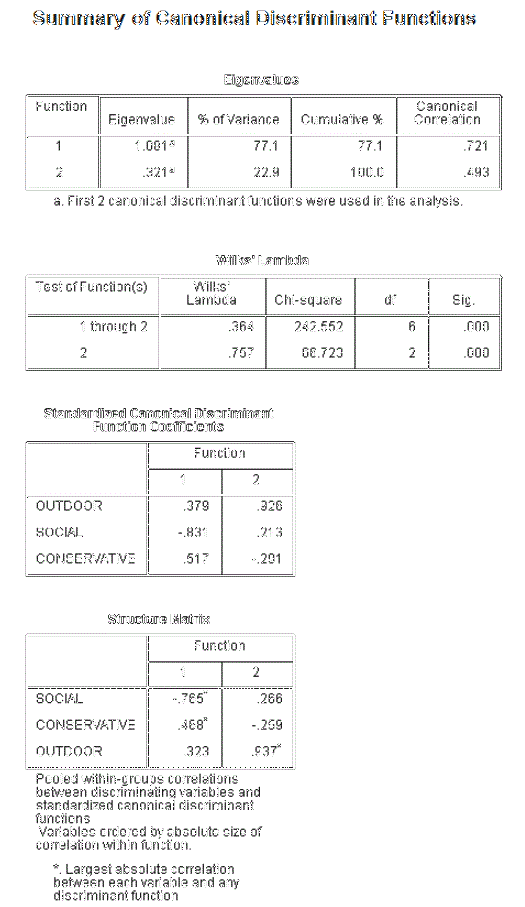 Summary of Canonical Discriminant Functions
Eigenvalues
Function Eigenvalue % of Variance Cumulative % Canonical Correlation
1 1.081a 77.1 77.1 .721
2 .321a 22.9 100.0 .493
a. First 2 canonical discriminant functions were used in the analysis.
Wilks' Lambda
Test of Function(s) Wilks' Lambda Chi-square df Sig.
1 through 2 .364 242.552 6 .000
2 .757 2 .000
Standardized Canonical Discriminant
Function Coefficients
Function
1 2
OUTDOOR .379 .926
SOCIAL -.831 .213
CONSERVATIVE .517 -.291
Structure Matrix
Function
1 2
SOCIAL -.765* .266
CONSERVATIVE .468* -.259
OUTDOOR .323 .937*
Pooled within-groups correlations
between discriminating variables and
standardized canonical discriminant
functions
Variables ordered by absolute size of
correlation within function.
*. Largest absolute correlation
between each variable and any
discriminant function